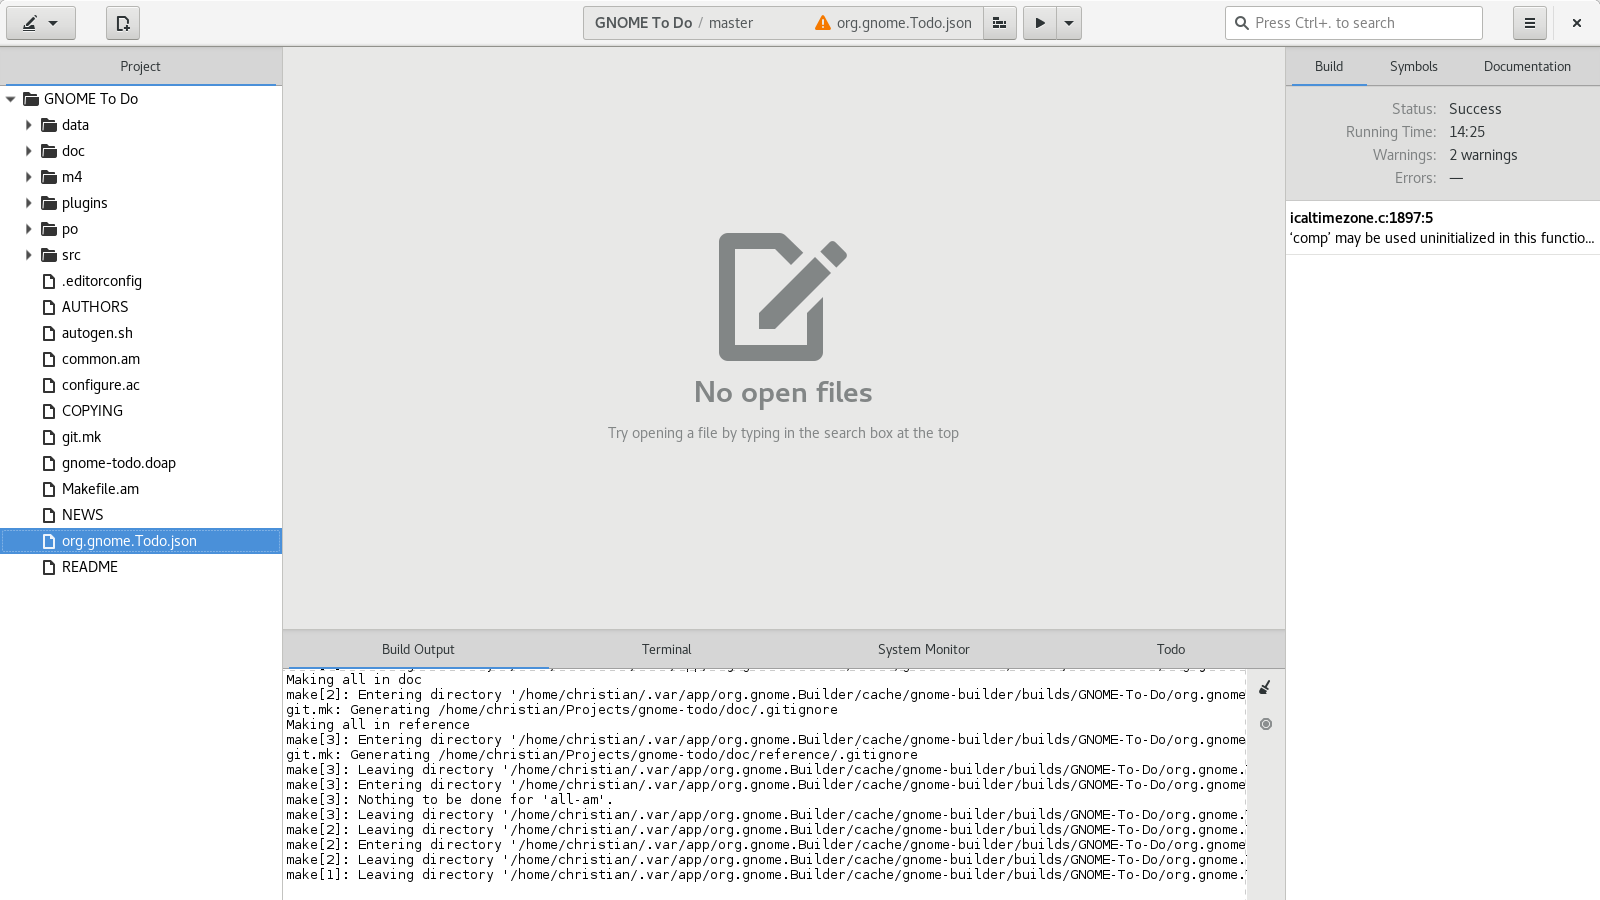 GNOME To Do / master
org.gnome.Todo.json
Press Ctrl+. to search
Project
GNOME To Do
data
doc
m4
plugins
po
src
.editorconfig
AUTHORS
autogen.sh
common.am
configure.ac
COPYING
git.mk
gnome-todo.doap
Makefile.am
NEWS
org.gnome.Todo.json
README
No open files
Try opening a file by typing in the search box at the top
Build Output
Terminal
System Monitor
Todo
Making all in doc
make[2]: Entering directory '/home/christian/.var/app/org.gnome.Builder/cache/gnome-builder/builds/GNOME-To-Do/org.gnome
git.mk: Generating /home/christian/Projects/gnome-todo/doc/.gitignore
Making all in reference
make[3]: Entering directory '/home/christian/.var/app/org.gnome.Builder/cache/gnome-builder/builds/GNOME-To-Do/org.gnome
git.mk: Generating /home/christian/Projects/gnome-todo/doc/reference/.gitignore
make[3]: Leaving directory '/home/christian/.var/app/org.gnome.Builder/cache/gnome-builder/builds/GNOME-To-Do/org.gnome.
make[3]: Entering directory '/home/christian/.var/app/org.gnome.Builder/cache/gnome-builder/builds/GNOME-To-Do/org.gnome
make[3]: Nothing to be done for 'all-am'.
make[3]: Leaving directory '/home/christian/.var/app/org.gnome.Builder/cache/gnome-builder/builds/GNOME-To-Do/org.gnome.
make[2]: Leaving directory '/home/christian/.var/app/org.gnome.Builder/cache/gnome-builder/builds/GNOME-To-Do/org.gnome.
make[2]: Entering directory '/home/christian/.var/app/org.gnome.Builder/cache/gnome-builder/builds/GNOME-To-Do/org.gnome
make[2]: Leaving directory '/home/christian/.var/app/org.gnome.Builder/cache/gnome-builder/builds/GNOME-To-Do/org.gnome.
make[1]: Leaving directory '/home/christian/.var/app/org.gnome.Builder/cache/gnome-builder/builds/GNOME-To-Do/org.gnome.
Build
Symbols
Documentation
Status: Success
Running Time: 14:25
Warnings: 2 warnings
Errors: —
icaltimezone.c:1897:5
‘comp’ may be used uninitialized in this functio...